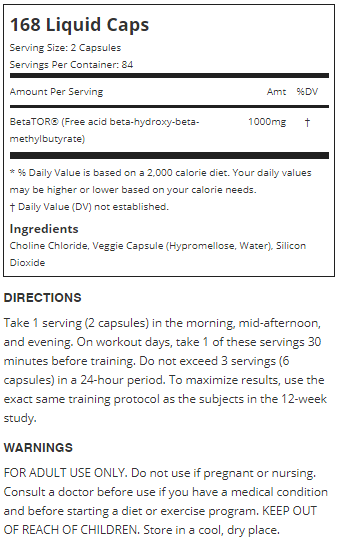 168 Liquid Caps
Serving Size: 2 Capsules
Servings Per Container: 84
Amount Per Serving Amt %DV
BetaTOR® (Free acid beta-hydroxy-beta- 1000mg †
methylbutyrate)
* % Daily Value is based on a 2,000 calorie diet. Your daily values
may be higher or lower based on your calorie needs.
† Daily Value (DV) not established.
Ingredients
Choline Chloride, Veggie Capsule (Hypromellose, Water), Silicon
Dioxide
DIRECTIONS
Take 1 serving (2 capsules) in the morning, mid-afternoon,
and evening. On workout days, take 1 of these servings 30
minutes before training. Do not exceed 3 servings (6
capsules) in a 24-hour period. To maximize results, use the
exact same training protocol as the subjects in the 12-week
study.
WARNINGS
FOR ADULT USE ONLY. Do not use if pregnant or nursing.
Consult a doctor before use if you have a medical condition
and before starting a diet or exercise program. KEEP OUT
OF REACH OF CHILDREN. Store in a cool, dry place.